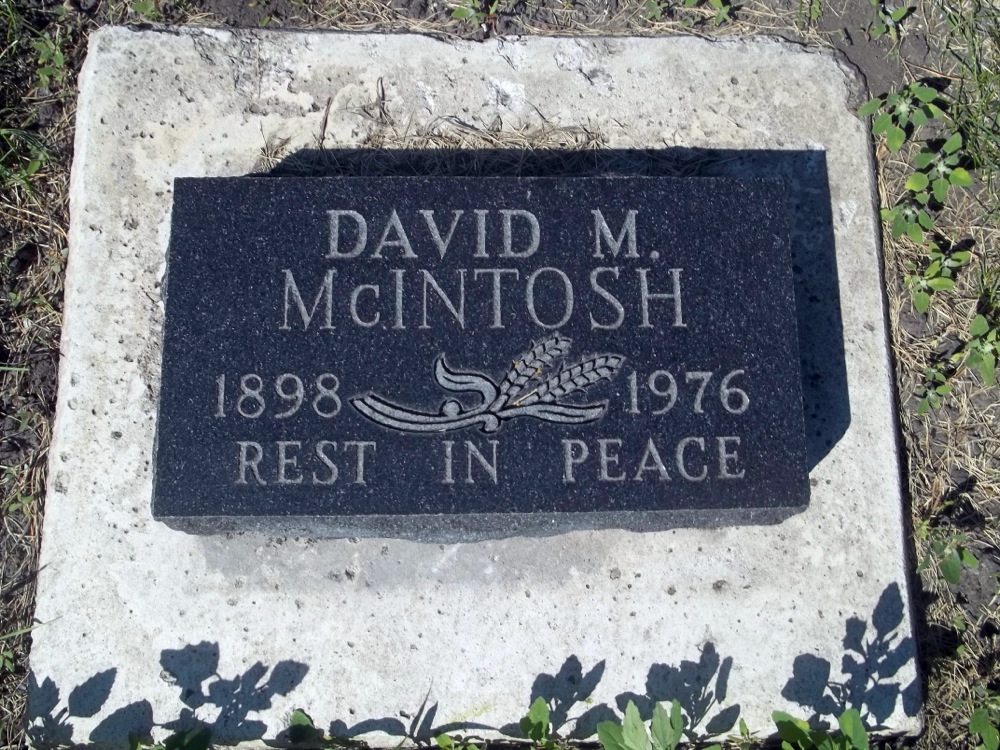 DAVID M.
McINTOSH
1898 1976
REST IN PEACE